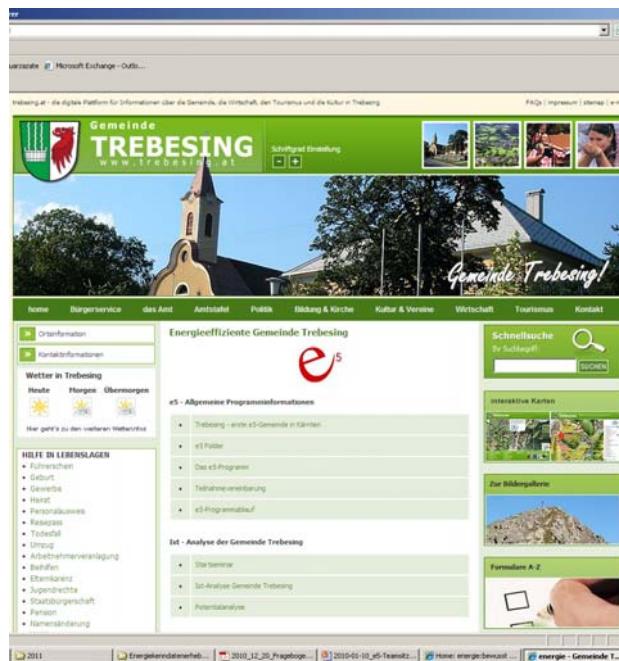 rer
uarzazate Microsoft Exchange - Outlo...
trebesing.at - die digitale Plattform für Informationen über die Gemeinde, die Wirtschaft, den Tourismus und die Kultur in Trebesing
FAQs | impressum | sitemap | e-m
Gemeinde
TREBESING
www.trebesing.at
Schriftgrad Einstellung
- +
Gemeinde Trebesing!
home Bürgerservice das Amt Amtstafel Politik Bildung & Kirche Kultur & Vereine Wirtschaft Tourismus Kontakt
Ortsinformation
Kontaktinformationen
Wetter in Trebesing
Heute Morgen Übermorgen
Hier geht's zu den weiteren Wetterinfos
HILFE IN LEBENSLAGEN
• Führerschein
• Geburt
• Gewerbe
• Heirat
• Personalausweis
• Reisepass
• Todesfall
• Umzug
• Arbeitnehmerveranlagung
• Beihilfen
• Elternkarenz
• Jugendrechte
• Staatsbürgerschaft
• Pension
• Namensänderung
Energieeffiziente Gemeinde Trebesing
e5
e5 - Allgemeine Programminformationen
• Trebesing - erste e5-Gemeinde in Kärnten
• e5 Folder
• Das e5-Programm
• Teilnahmevereinbarung
• e5-Programmablauf
Ist - Analyse der Gemeinde Trebesing
• Startseminar
• Ist-Analyse Gemeinde Trebesing
• Potentialanalyse
Schnellsuche
Ihr Suchbegriff:
SUCHEN
interaktive Karten
Zur Bildergallerie
Formulare A-Z
2011 Energiekenndatenerheb... 2010_12_20_Frageboge... 2010-01-10_e5-Teamsitz... Home: energie:bewusst ... energie - Gemeinde T...